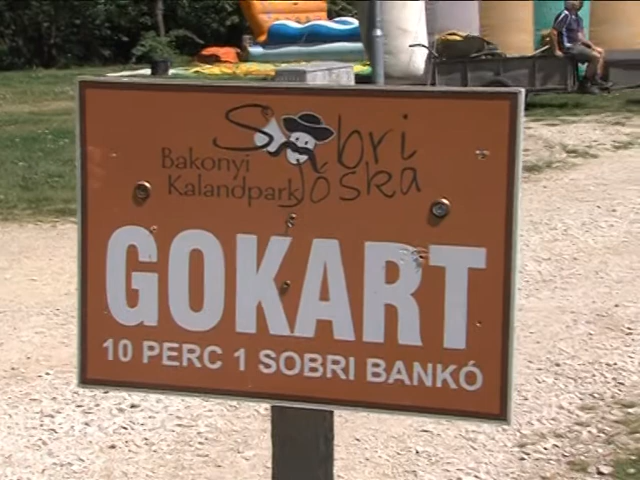 Sobri
Bakonyi
Kalandpark Jóska
GOKART
10 PERC 1 SOBRI BANKÓ